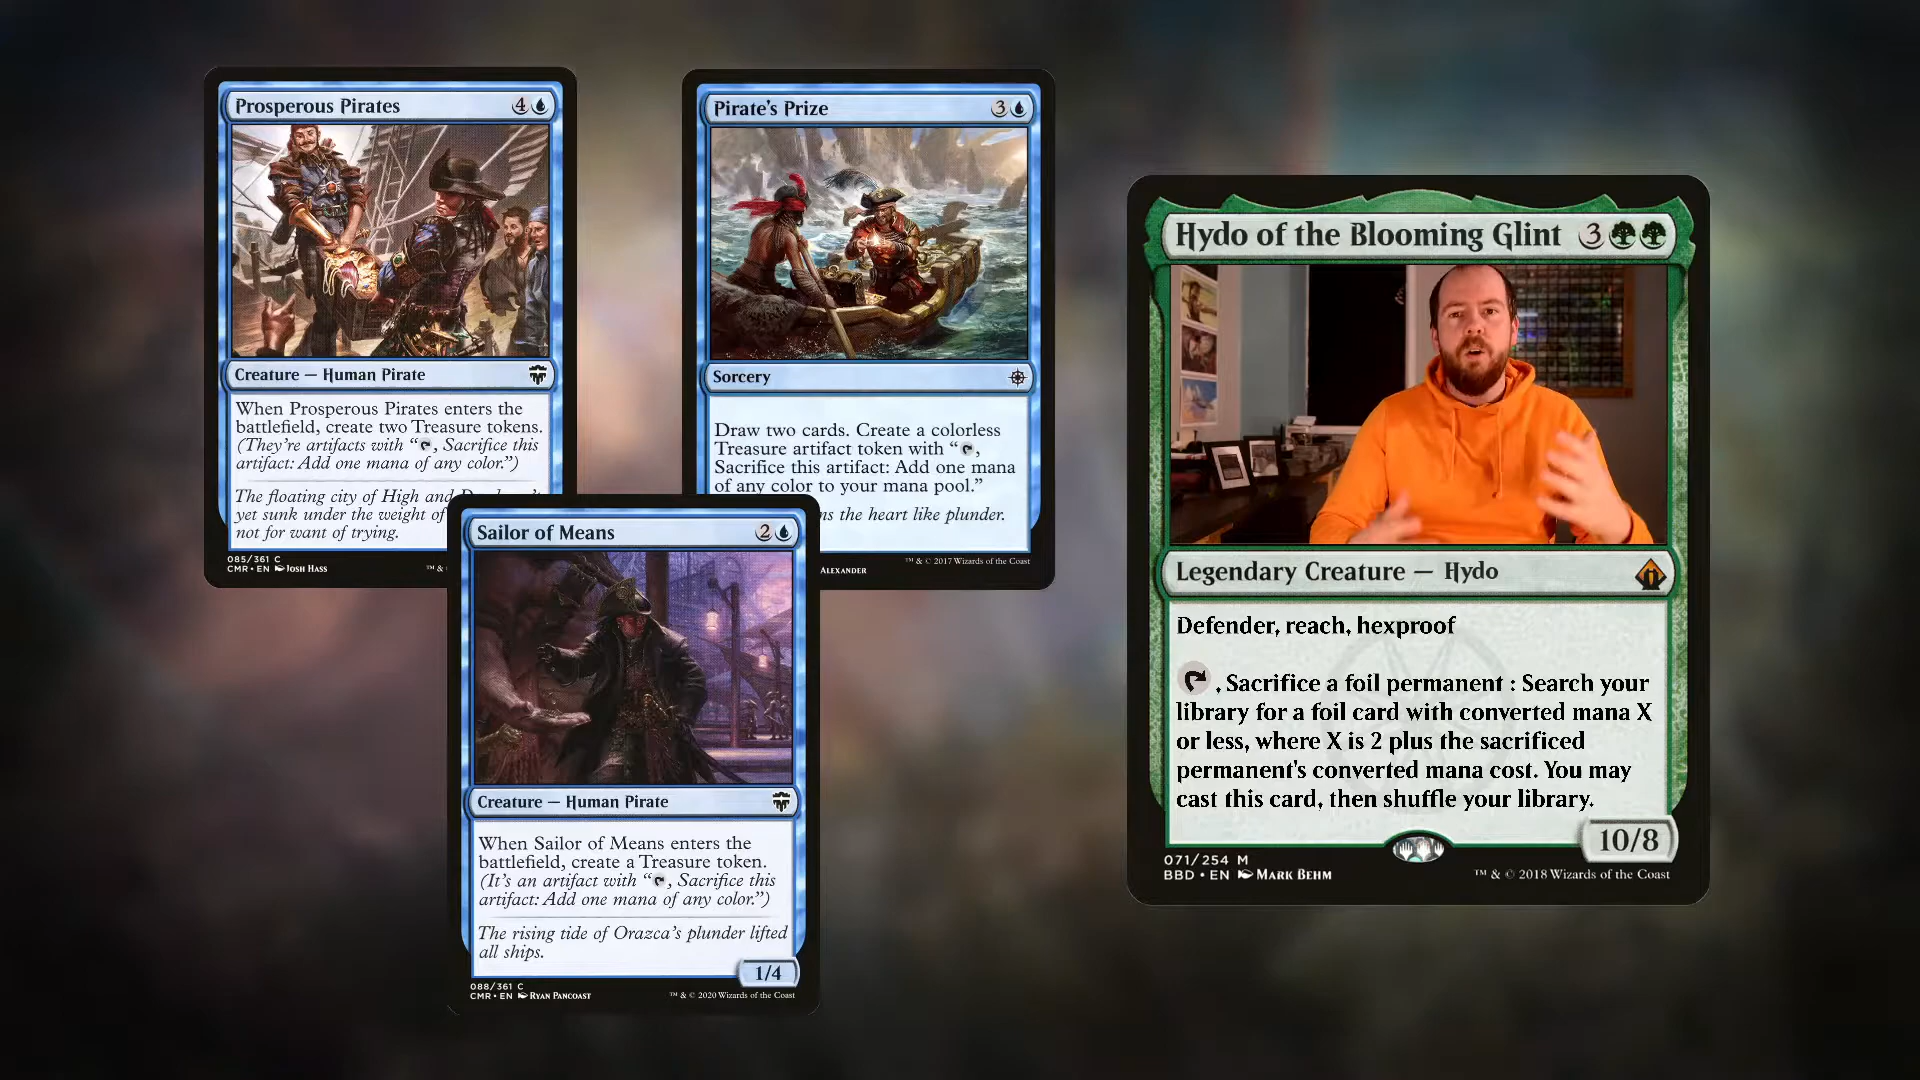 Prosperous Pirates 4
Creature — Human Pirate
When Prosperous Pirates enters the
battlefield, create two Treasure tokens.
(They're artifacts with “ , Sacrifice this
artifact: Add one mana of any color.”)
The floating city of High and
yet sunk under the weight of
not for want of trying.
085/361 C
CMR • EN JOSH HASS
™ & ©
Pirate's Prize 3
Sorcery
Draw two cards. Create a colorless
Treasure artifact token with “ ,
Sacrifice this artifact: Add one mana
of any color to your mana pool.”
the heart like plunder.
ALEXANDER
™ & © 2017 Wizards of the Coast
Sailor of Means 2
Creature — Human Pirate
When Sailor of Means enters the
battlefield, create a Treasure token.
(It's an artifact with “ , Sacrifice this
artifact: Add one mana of any color.”)
The rising tide of Orazca's plunder lifted
all ships.
1/4
088/361 C
CMR • EN RYAN PANCOAST
™ & © 2020 Wizards of the Coast
Hydo of the Blooming Glint 3
Legendary Creature — Hydo
Defender, reach, hexproof
, Sacrifice a foil permanent : Search your
library for a foil card with converted mana X
or less, where X is 2 plus the sacrificed
permanent's converted mana cost. You may
cast this card, then shuffle your library.
10/8
071/254 M
BBD • EN MARK BEHM
™ & © 2018 Wizards of the Coast